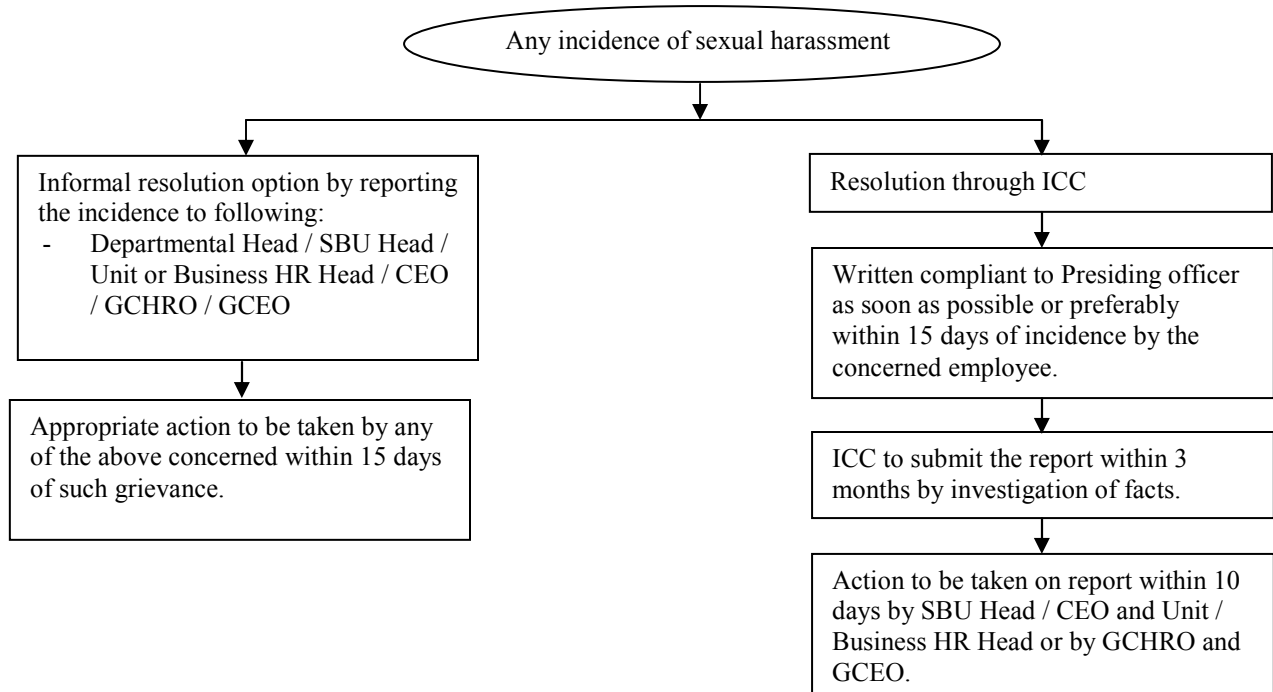 Any incidence of sexual harassment
Informal resolution option by reporting
the incidence to following:
- Departmental Head / SBU Head /
Unit or Business HR Head / CEO
/ GCHRO / GCEO
Appropriate action to be taken by any
of the above concerned within 15 days
of such grievance.
Resolution through ICC
Written compliant to Presiding officer
as soon as possible or preferably
within 15 days of incidence by the
concerned employee.
ICC to submit the report within 3
months by investigation of facts.
Action to be taken on report within 10
days by SBU Head / CEO and Unit /
Business HR Head or by GCHRO and
GCEO.